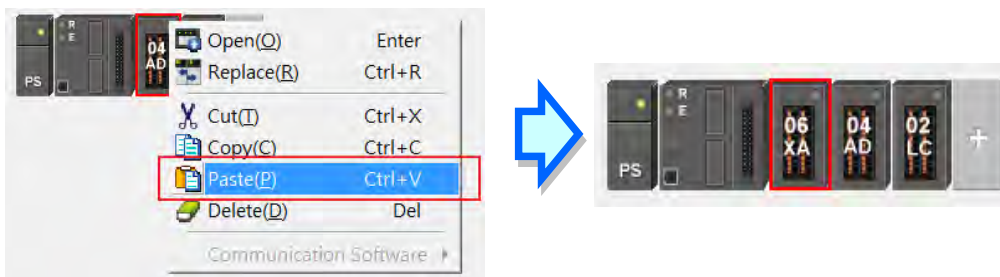 R
E
PS
04
AD
Open(O) Enter
Replace(R) Ctrl+R
Cut(T) Ctrl+X
Copy(C) Ctrl+C
Paste(P) Ctrl+V
Delete(D) Del
Communication Software
R
E
PS
06
XA
04
AD
02
LC
+